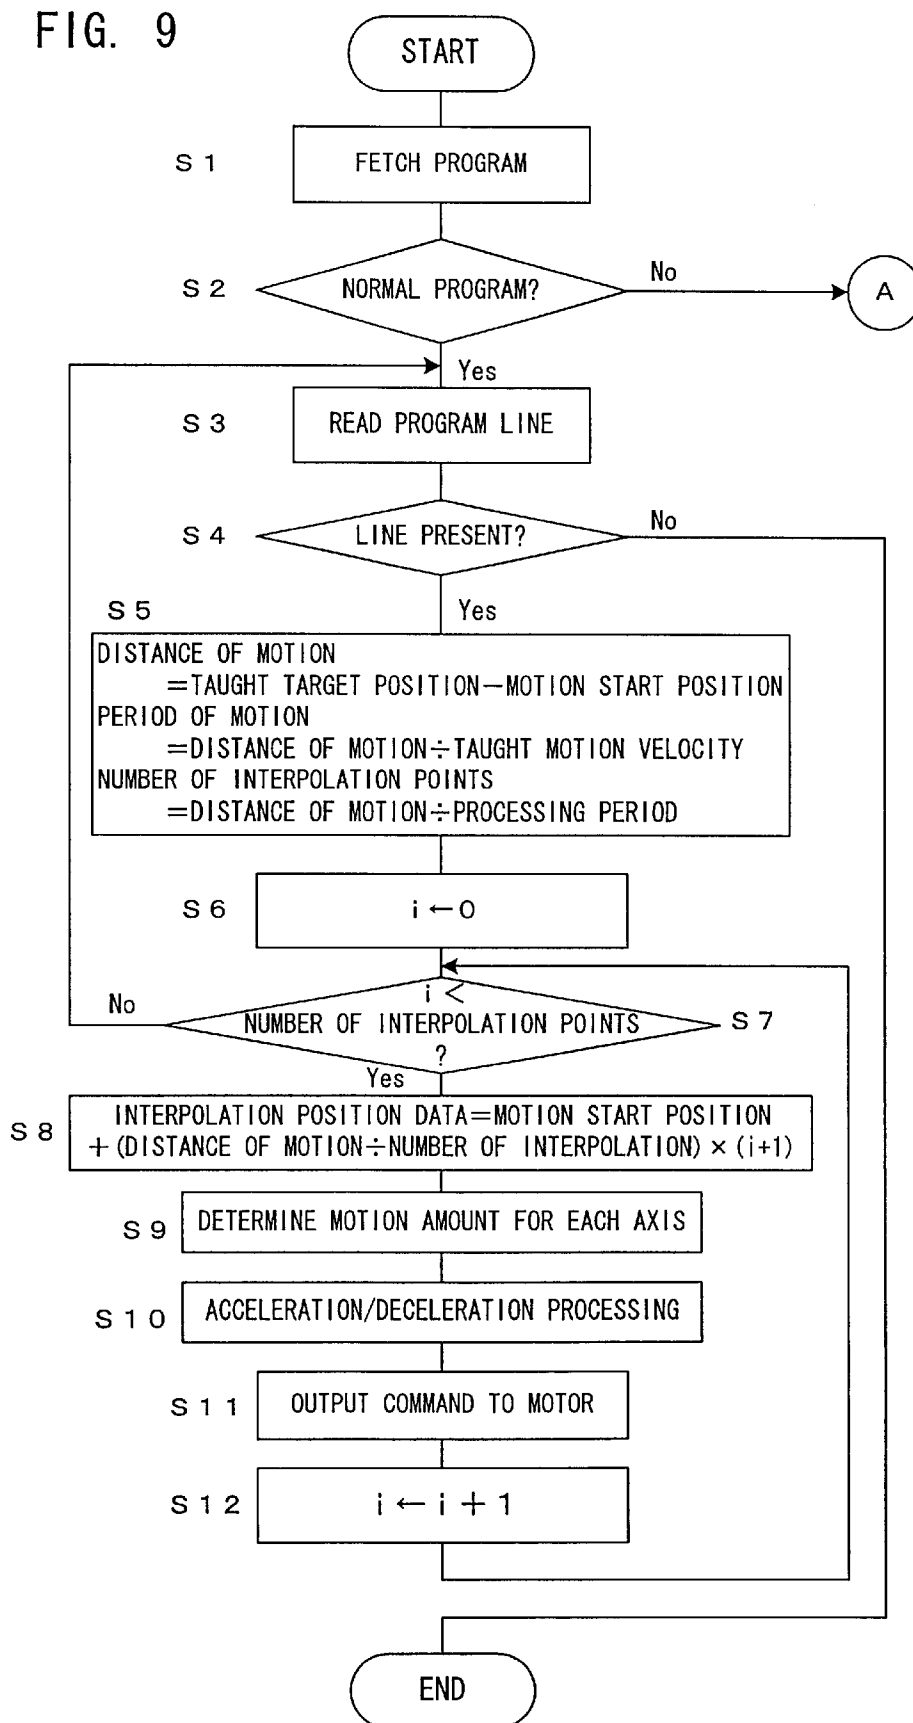 FIG. 9
START
S1
FETCH PROGRAM
S2
NORMAL PROGRAM?
No
A
Yes
S3
READ PROGRAM LINE
S4
LINE PRESENT?
No
Yes
S5
DISTANCE OF MOTION
=TAUGHT TARGET POSITION−MOTION START POSITION
PERIOD OF MOTION
=DISTANCE OF MOTION÷TAUGHT MOTION VELOCITY
NUMBER OF INTERPOLATION POINTS
=DISTANCE OF MOTION÷PROCESSING PERIOD
S6
i←0
i <
NUMBER OF INTERPOLATION POINTS
?
No
S7
Yes
S8
INTERPOLATION POSITION DATA=MOTION START POSITION
+(DISTANCE OF MOTION÷NUMBER OF INTERPOLATION)×(i+1)
S9
DETERMINE MOTION AMOUNT FOR EACH AXIS
S10
ACCELERATION/DECELERATION PROCESSING
S11
OUTPUT COMMAND TO MOTOR
S12
i←i+1
END